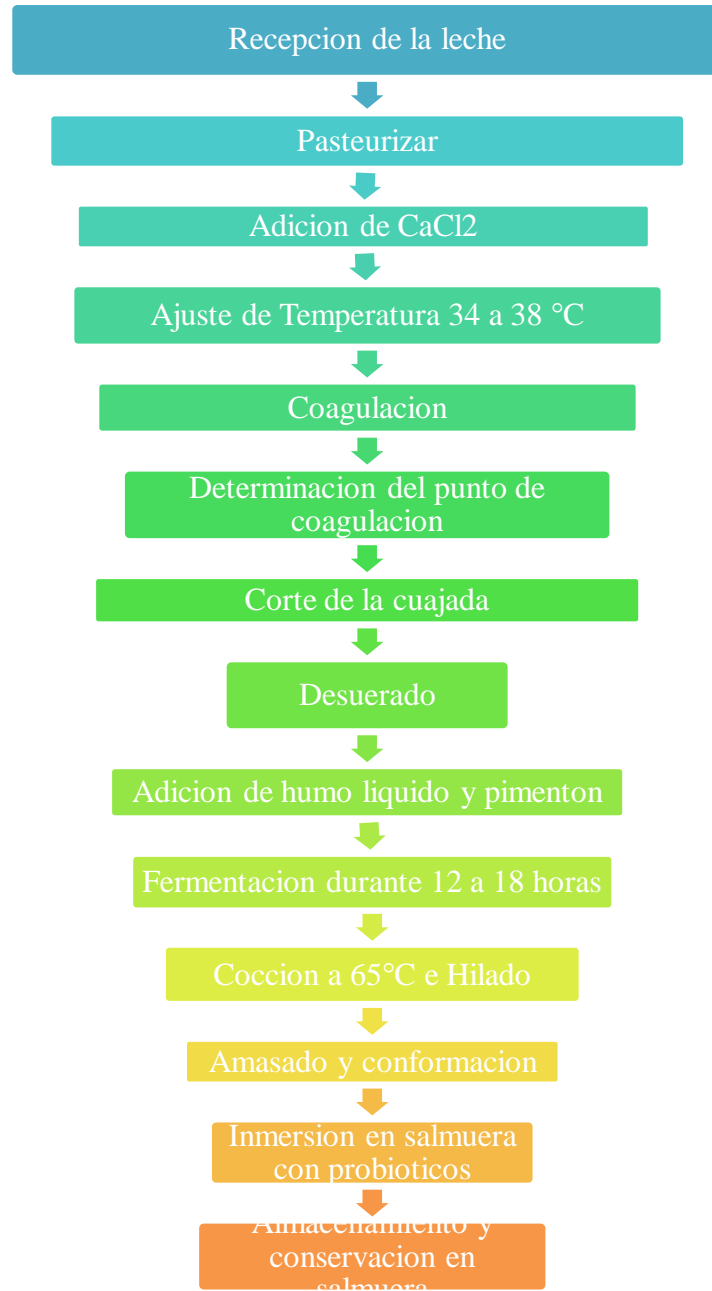 Recepcion de la leche
Pasteurizar
Adicion de CaCl2
Ajuste de Temperatura 34 a 38 °C
Coagulacion
Determinacion del punto de
coagulacion
Corte de la cuajada
Desuerado
Adicion de humo liquido y pimenton
Fermentacion durante 12 a 18 horas
Coccion a 65°C e Hilado
Amasado y conformacion
Inmersion en salmuera
con probioticos
Almacenamiento y
conservacion en
salmuera